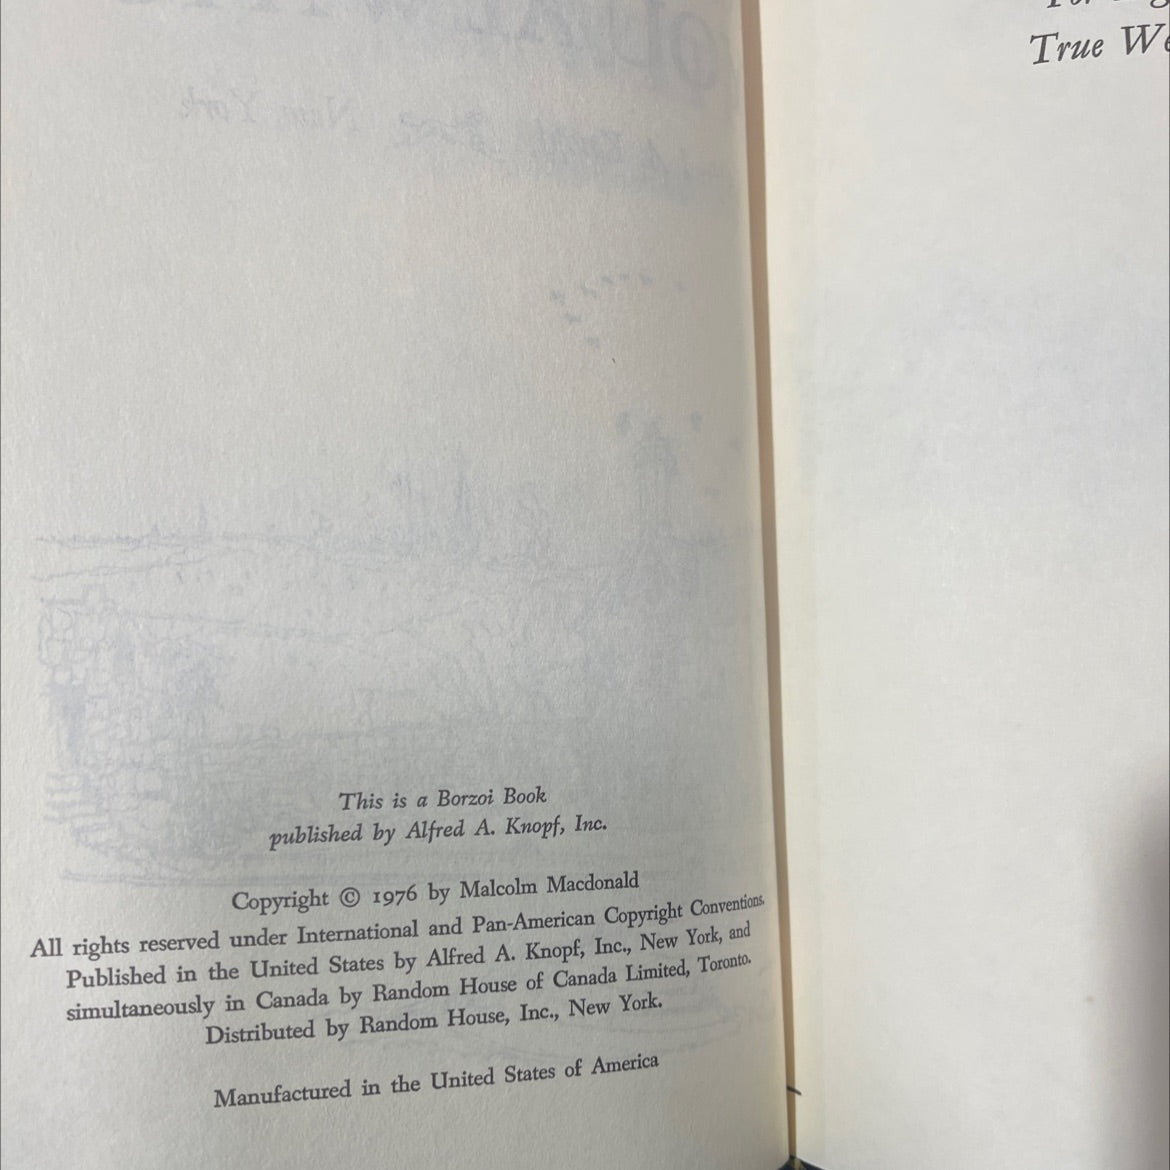 This is a Borzoi Book
published by Alfred A. Knopf, Inc.
Copyright © 1976 by Malcolm Macdonald
All rights reserved under International and Pan-American Copyright Conventions.
Published in the United States by Alfred A. Knopf, Inc., New York, and
simultaneously in Canada by Random House of Canada Limited, Toronto.
Distributed by Random House, Inc., New York.
Manufactured in the United States of America
True